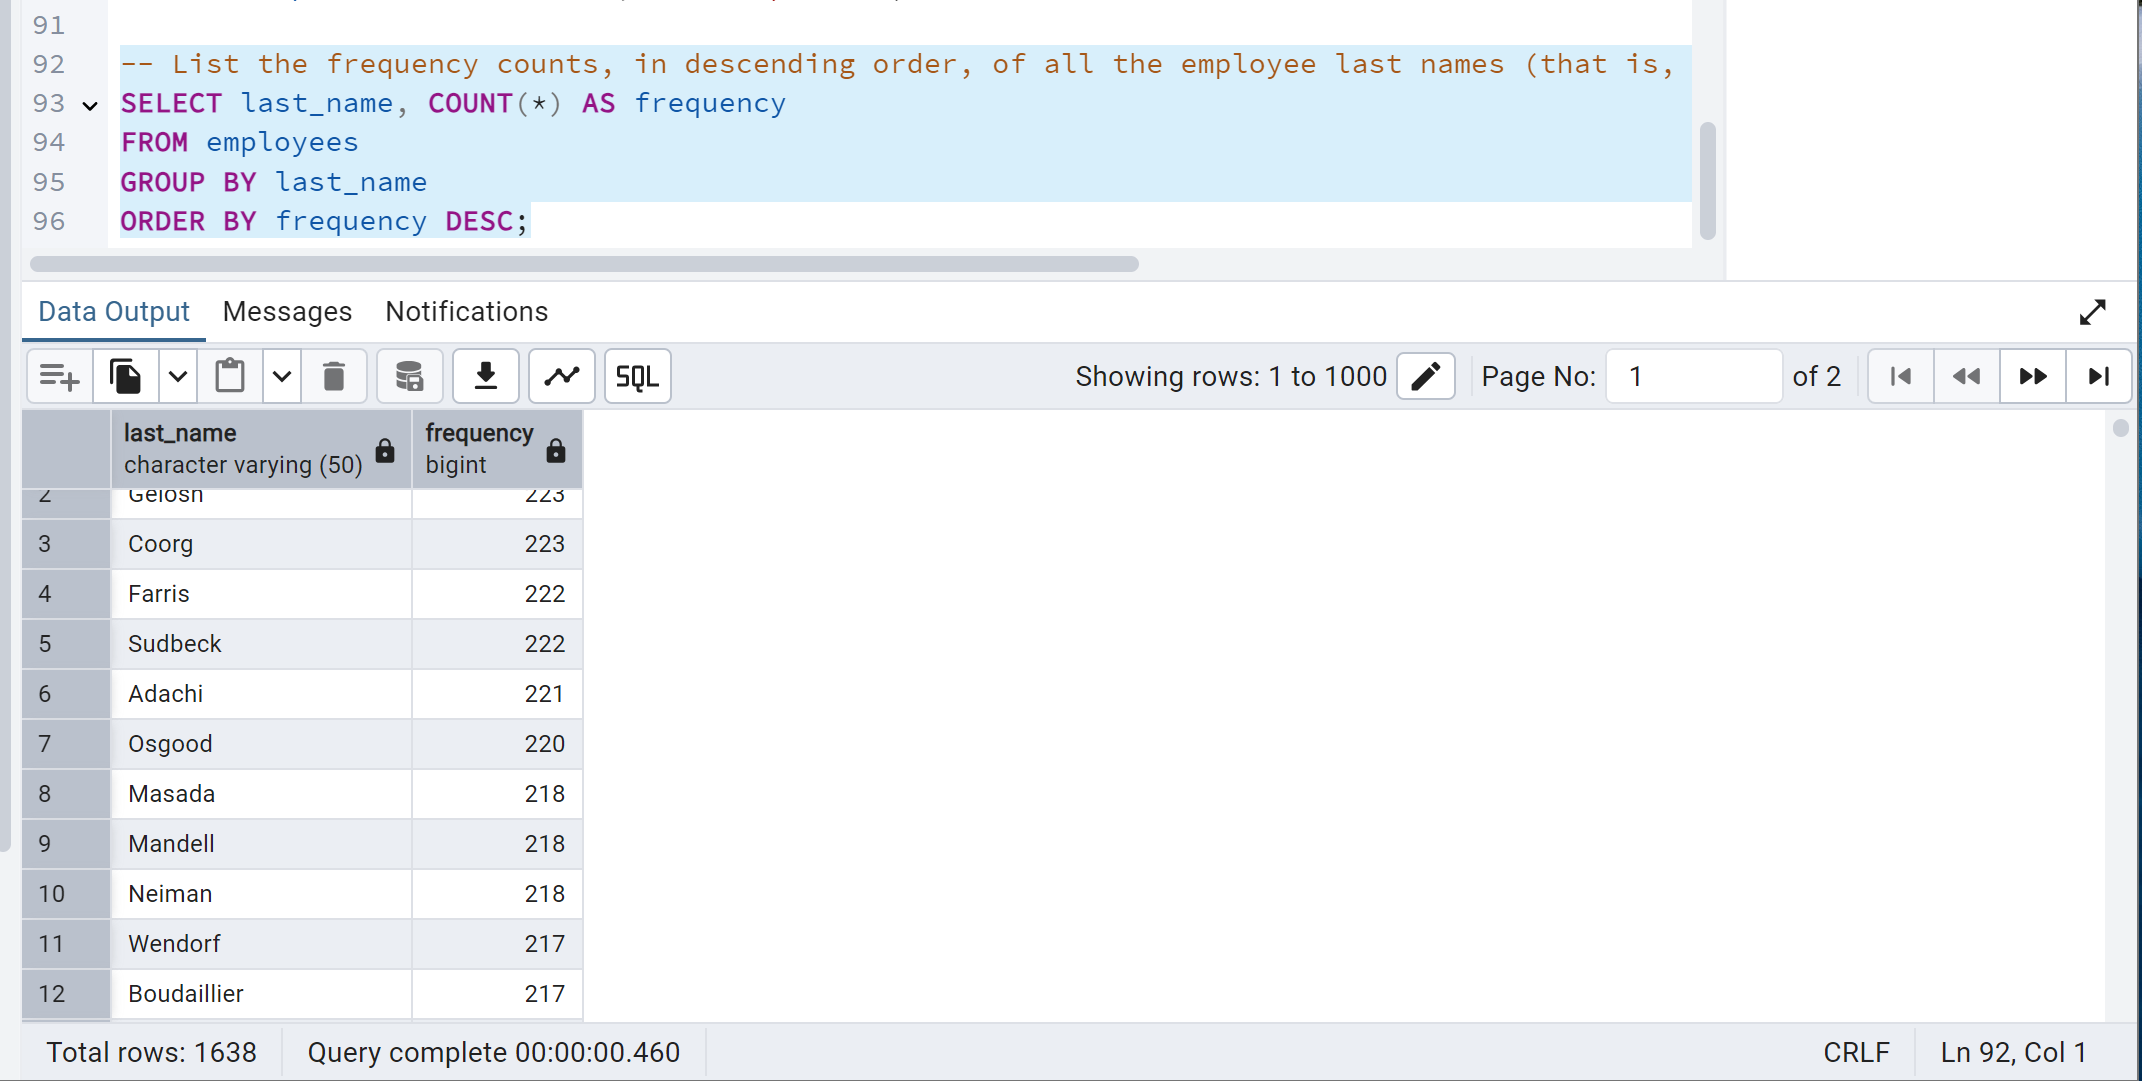 91
92 -- List the frequency counts, in descending order, of all the employee last names (that is,
93 SELECT last_name, COUNT(*) AS frequency
94 FROM employees
95 GROUP BY last_name
96 ORDER BY frequency DESC;
Data Output Messages Notifications
SQL Showing rows: 1 to 1000 Page No: 1 of 2
last_name frequency
character varying (50) bigint
2 Gelosh 223
3 Coorg 223
4 Farris 222
5 Sudbeck 222
6 Adachi 221
7 Osgood 220
8 Masada 218
9 Mandell 218
10 Neiman 218
11 Wendorf 217
12 Boudaillier 217
Total rows: 1638 Query complete 00:00:00.460 CRLF Ln 92, Col 1